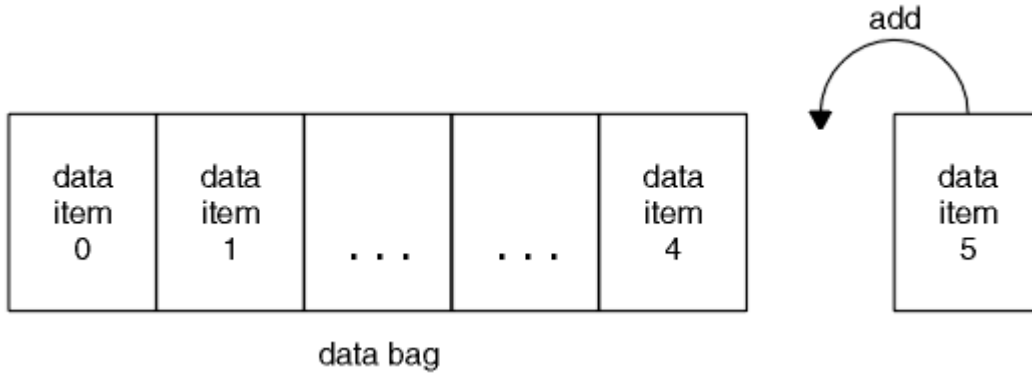 add
data
item
0
data
item
1
. . .
. . .
data
item
4
data
item
5
data bag